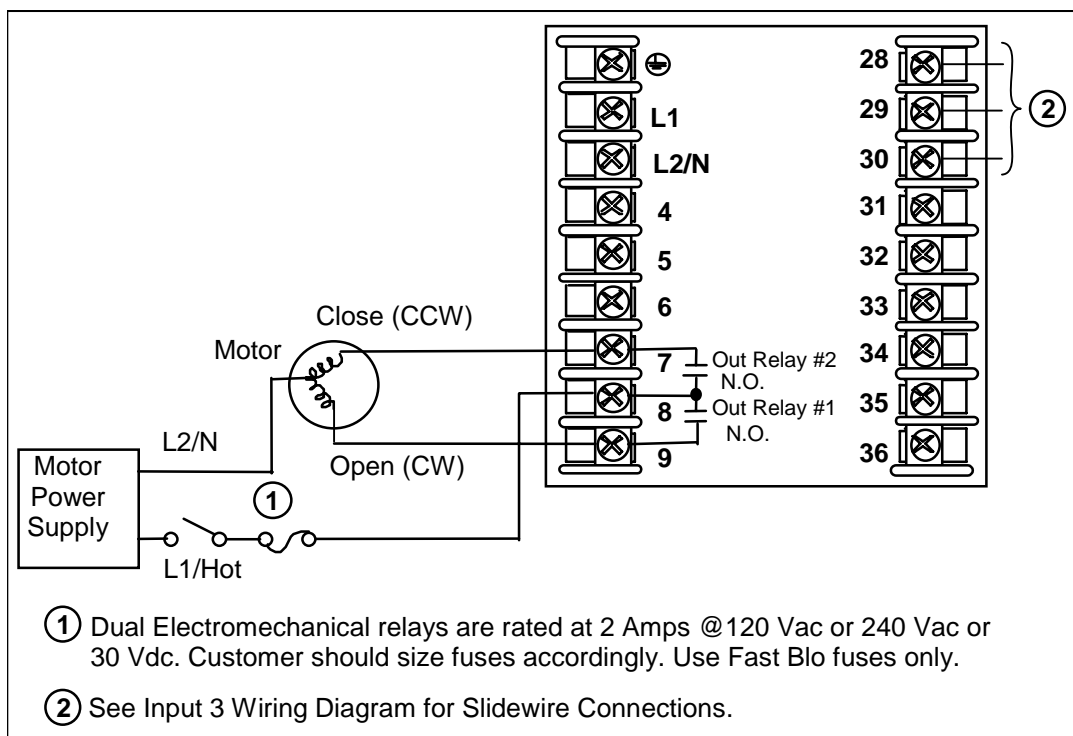 28
29
2
L1
L2/N
30
4
31
5
32
6
33
Close (CCW)
Motor
7
Out Relay #2
N.O.
34
8
Out Relay #1
N.O.
35
9
36
L2/N
Open (CW)
Motor
Power
Supply
1
L1/Hot
1 Dual Electromechanical relays are rated at 2 Amps @120 Vac or 240 Vac or
30 Vdc. Customer should size fuses accordingly. Use Fast Blo fuses only.
2 See Input 3 Wiring Diagram for Slidewire Connections.